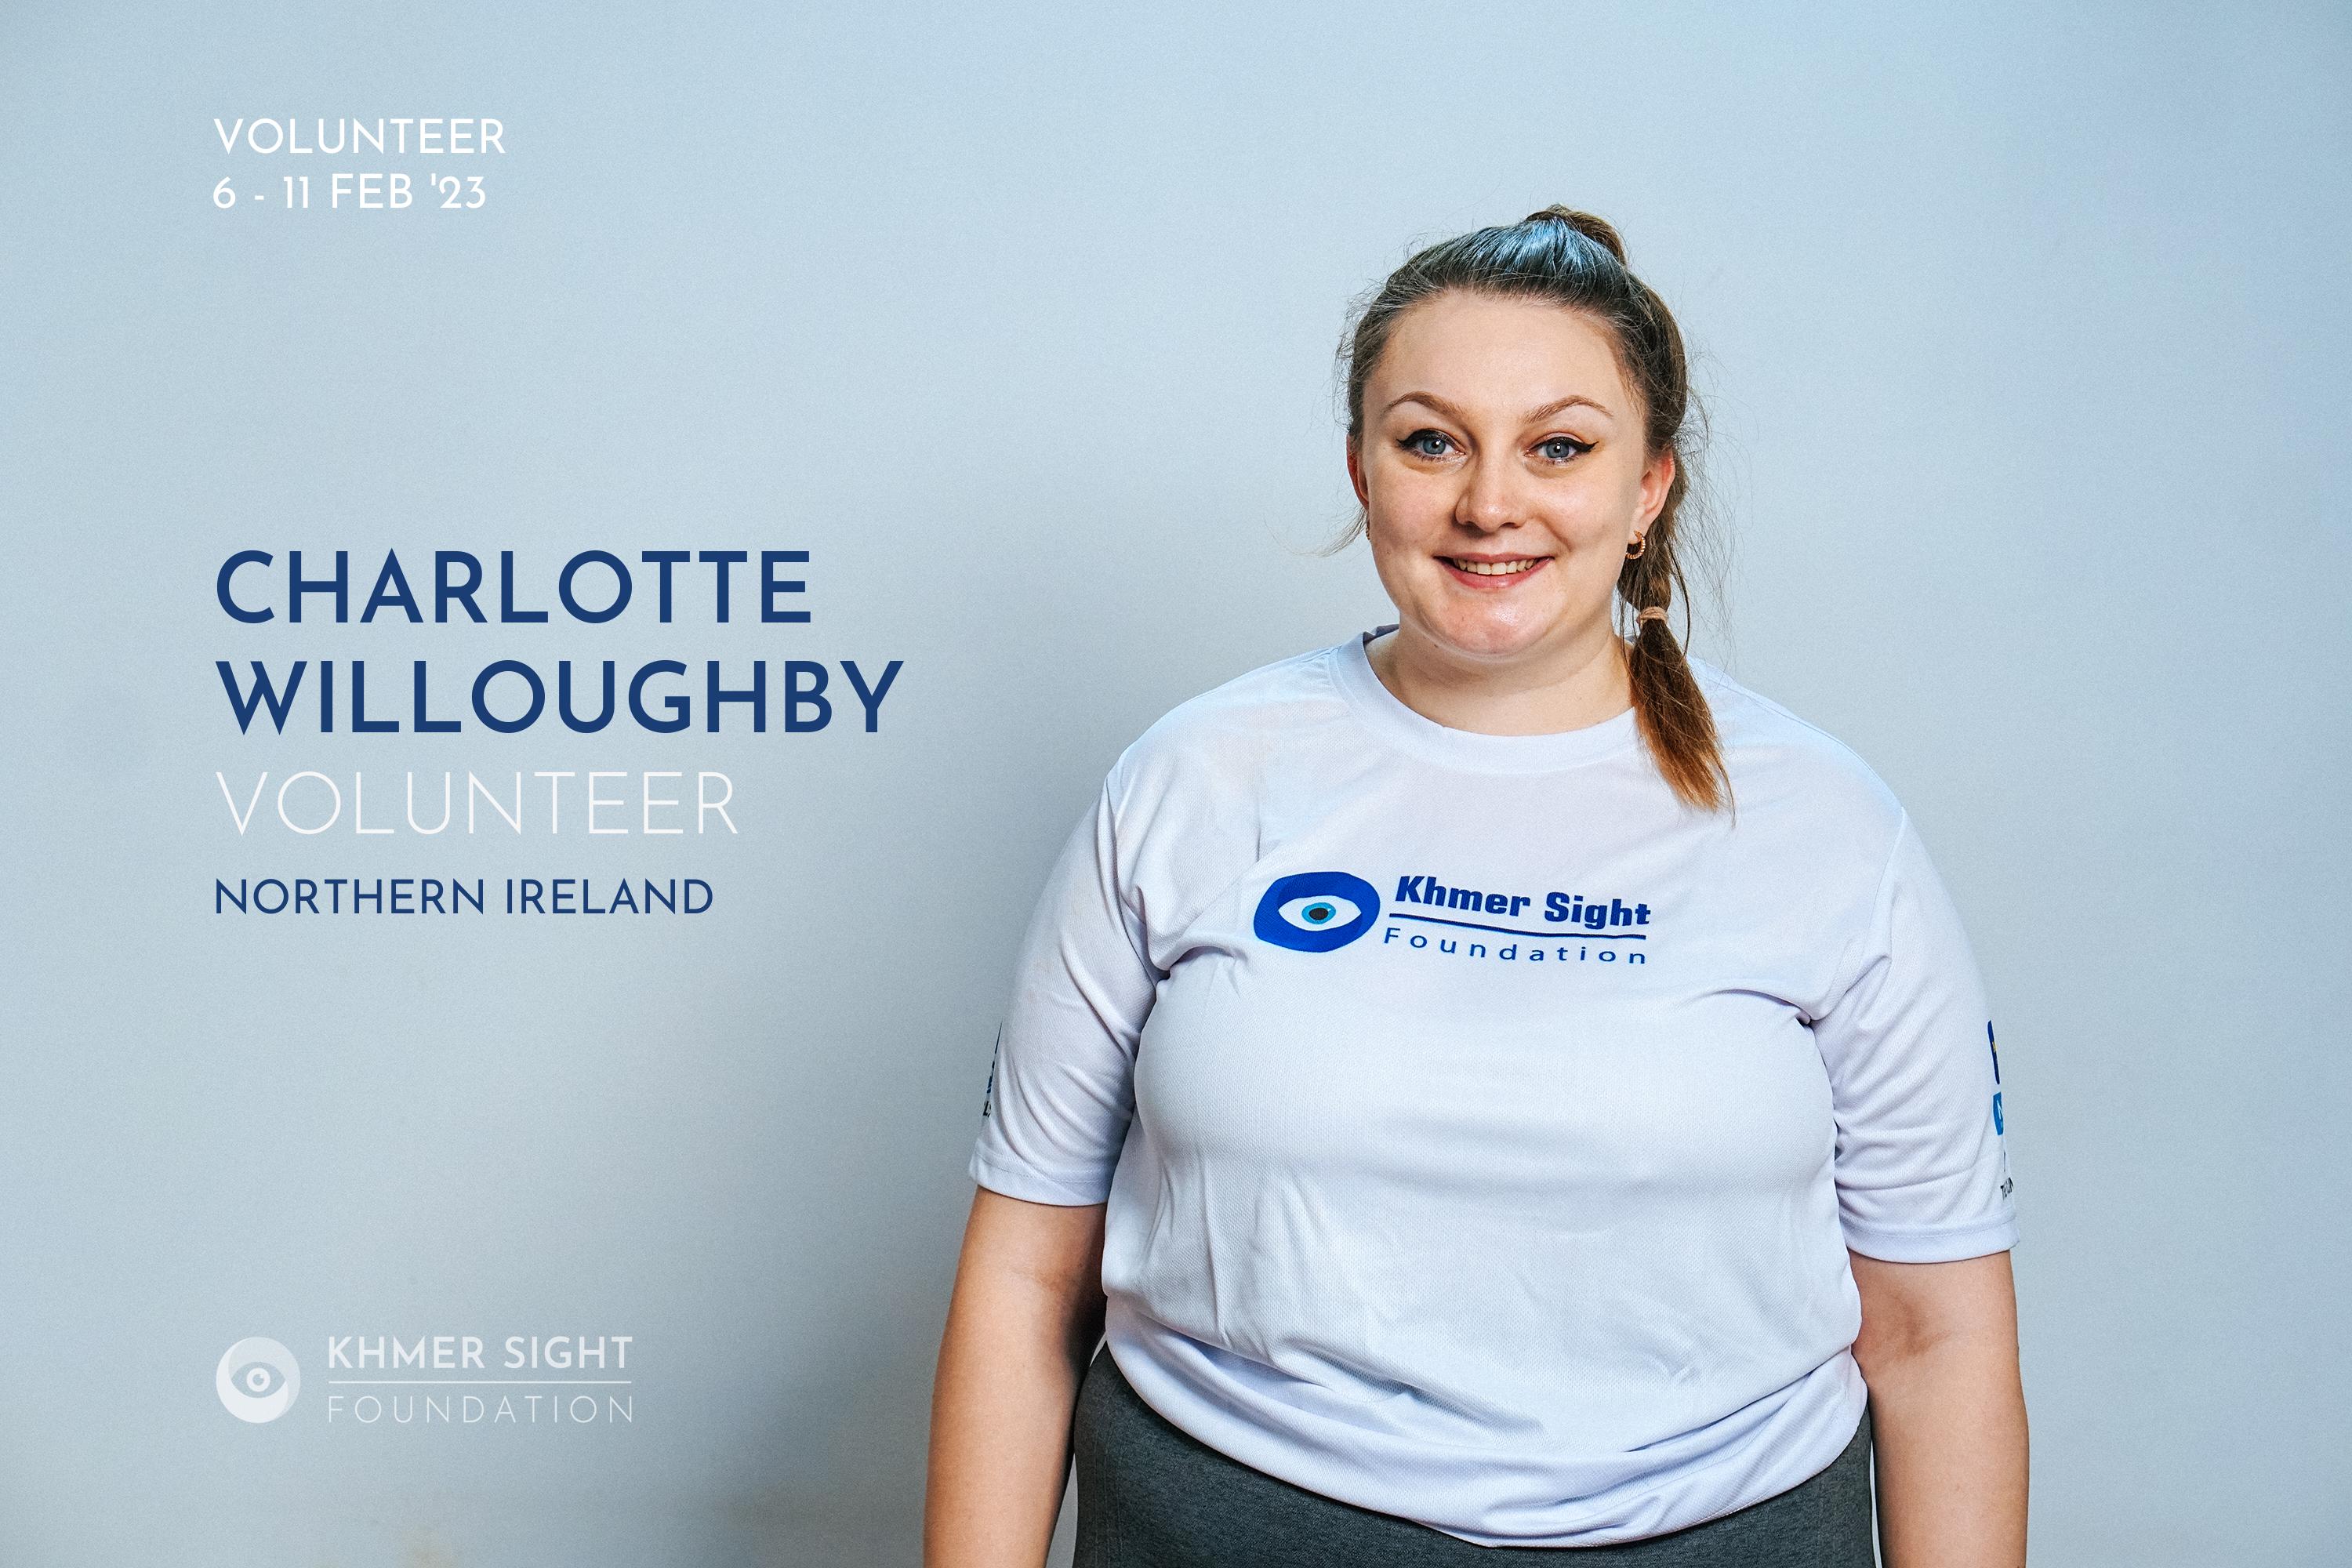 VOLUNTEER
6 - 11 FEB '23
CHARLOTTE
WILLOUGHBY
VOLUNTEER
NORTHERN IRELAND
Khmer Sight
Foundation
KHMER SIGHT
FOUNDATION